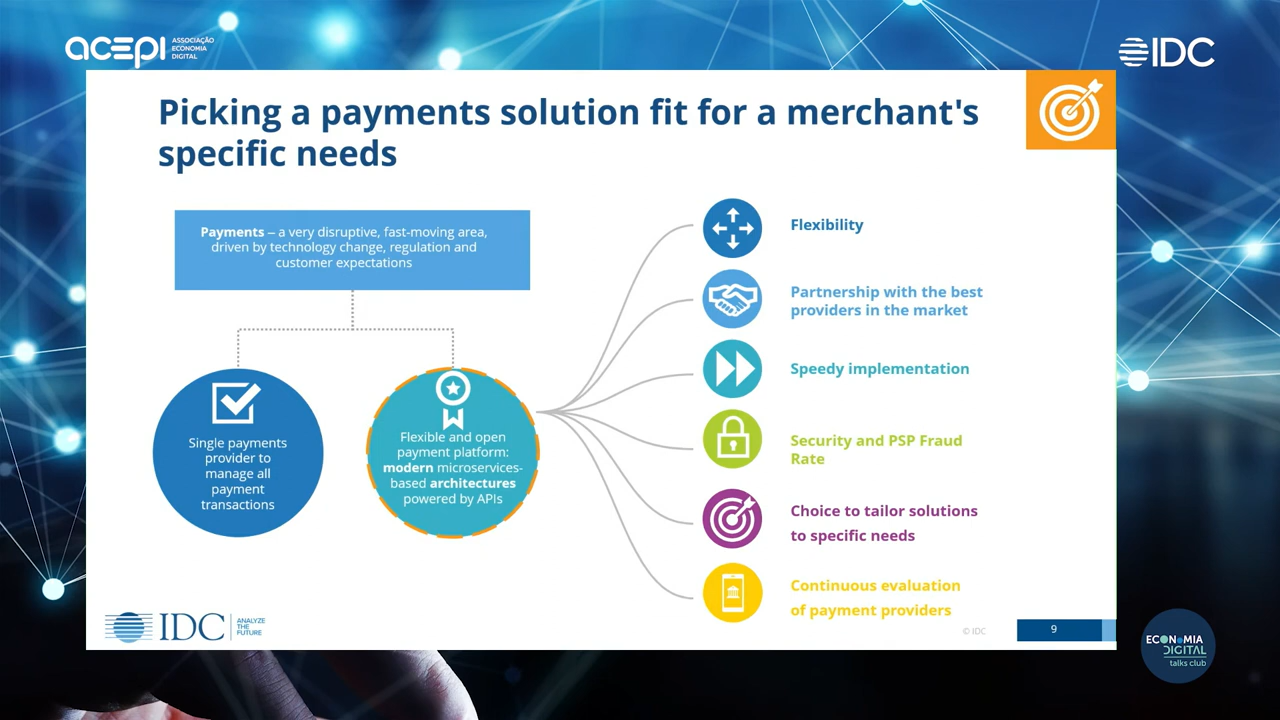 acepi
ASSOCIAÇÃO
ECONOMIA
DIGITAL
IDC
Picking a payments solution fit for a merchant's
specific needs
Payments – a very disruptive, fast-moving area,
driven by technology change, regulation and
customer expectations
Single payments
provider to
manage all
payment
transactions
Flexible and open
payment platform:
modern microservices-
based architectures
powered by APIs
Flexibility
Partnership with the best
providers in the market
Speedy implementation
Security and PSP Fraud
Rate
Choice to tailor solutions
to specific needs
Continuous evaluation
of payment providers
IDC
ANALYZE
THE
FUTURE
© IDC
9
ECONOMIA
DIGITAL
talks club